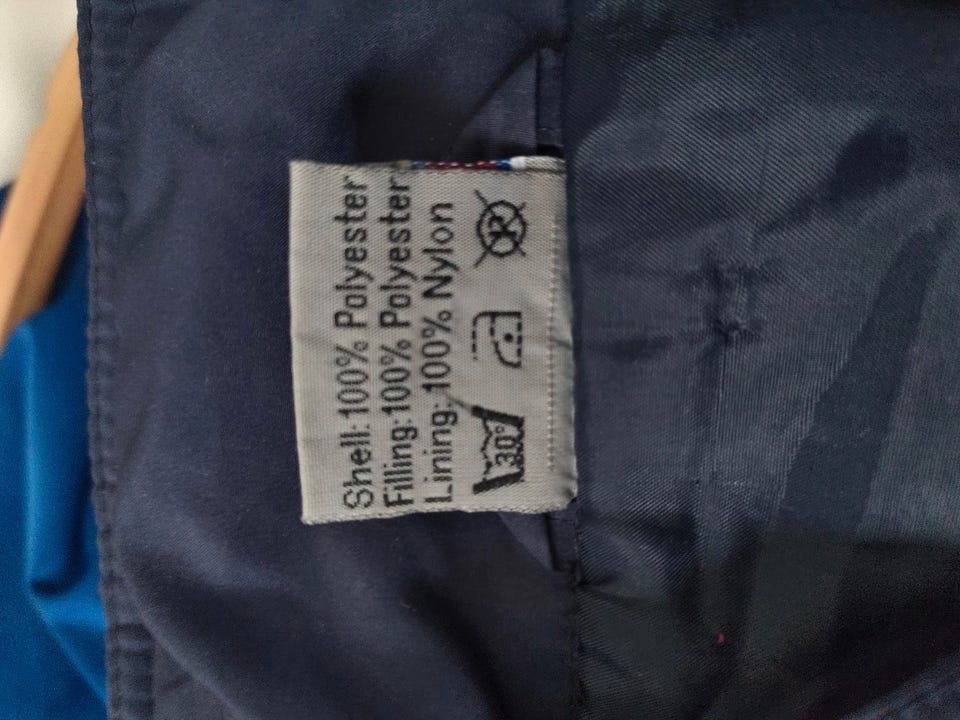 Shell: 100% Polyester
Filling:100% Polyester
Lining: 100% Nylon
30° R